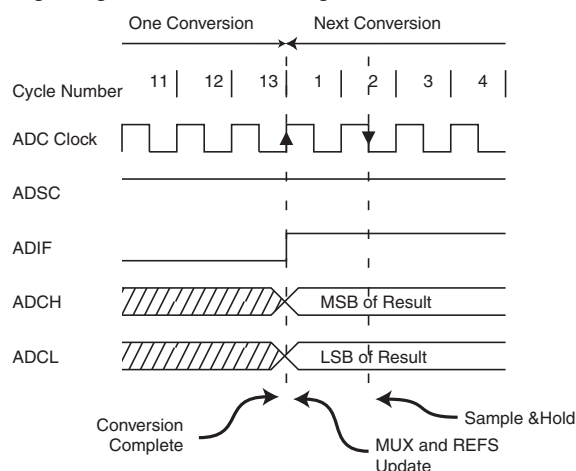 One Conversion Next Conversion
Cycle Number 11 12 13 1 2 3 4
ADC Clock
ADSC
ADIF
ADCH MSB of Result
ADCL LSB of Result
Sample &Hold
Conversion
Complete
MUX and REFS
Update